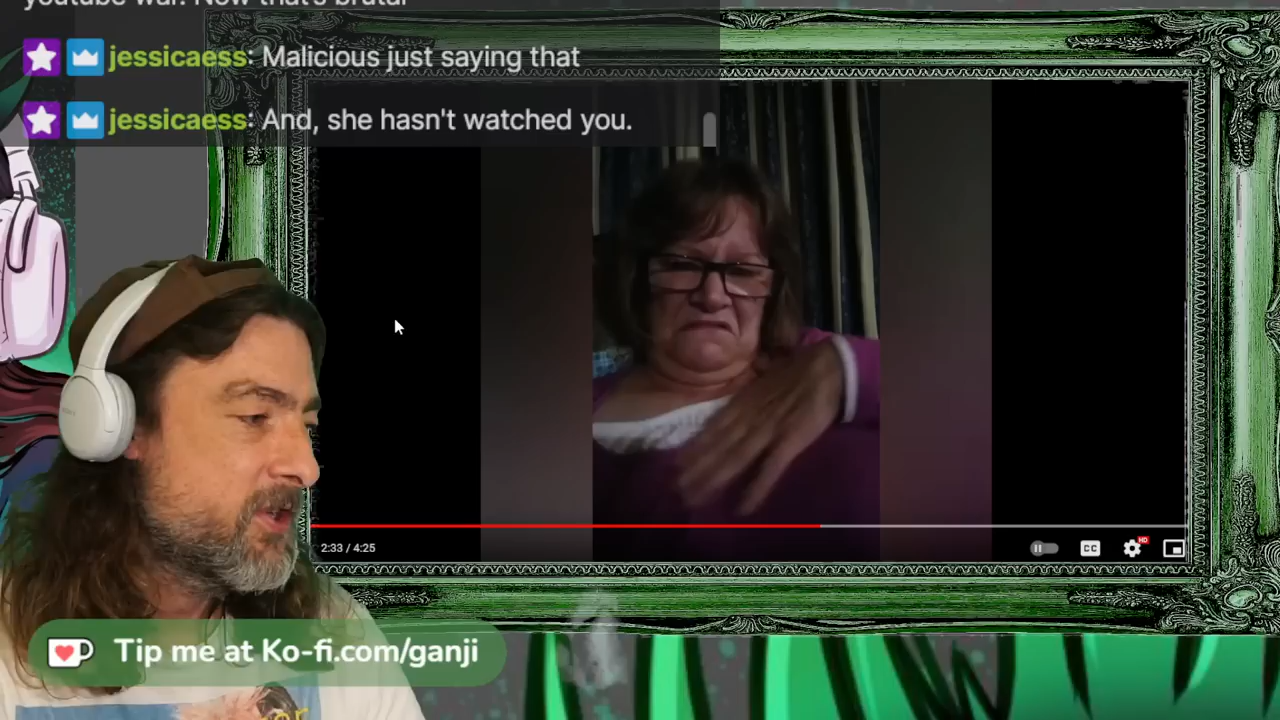 youtube war. Now that's brutal
jessicaess: Malicious just saying that
jessicaess: And, she hasn't watched you.
2:33 / 4:25
CC
HD
Tip me at Ko-fi.com/ganji